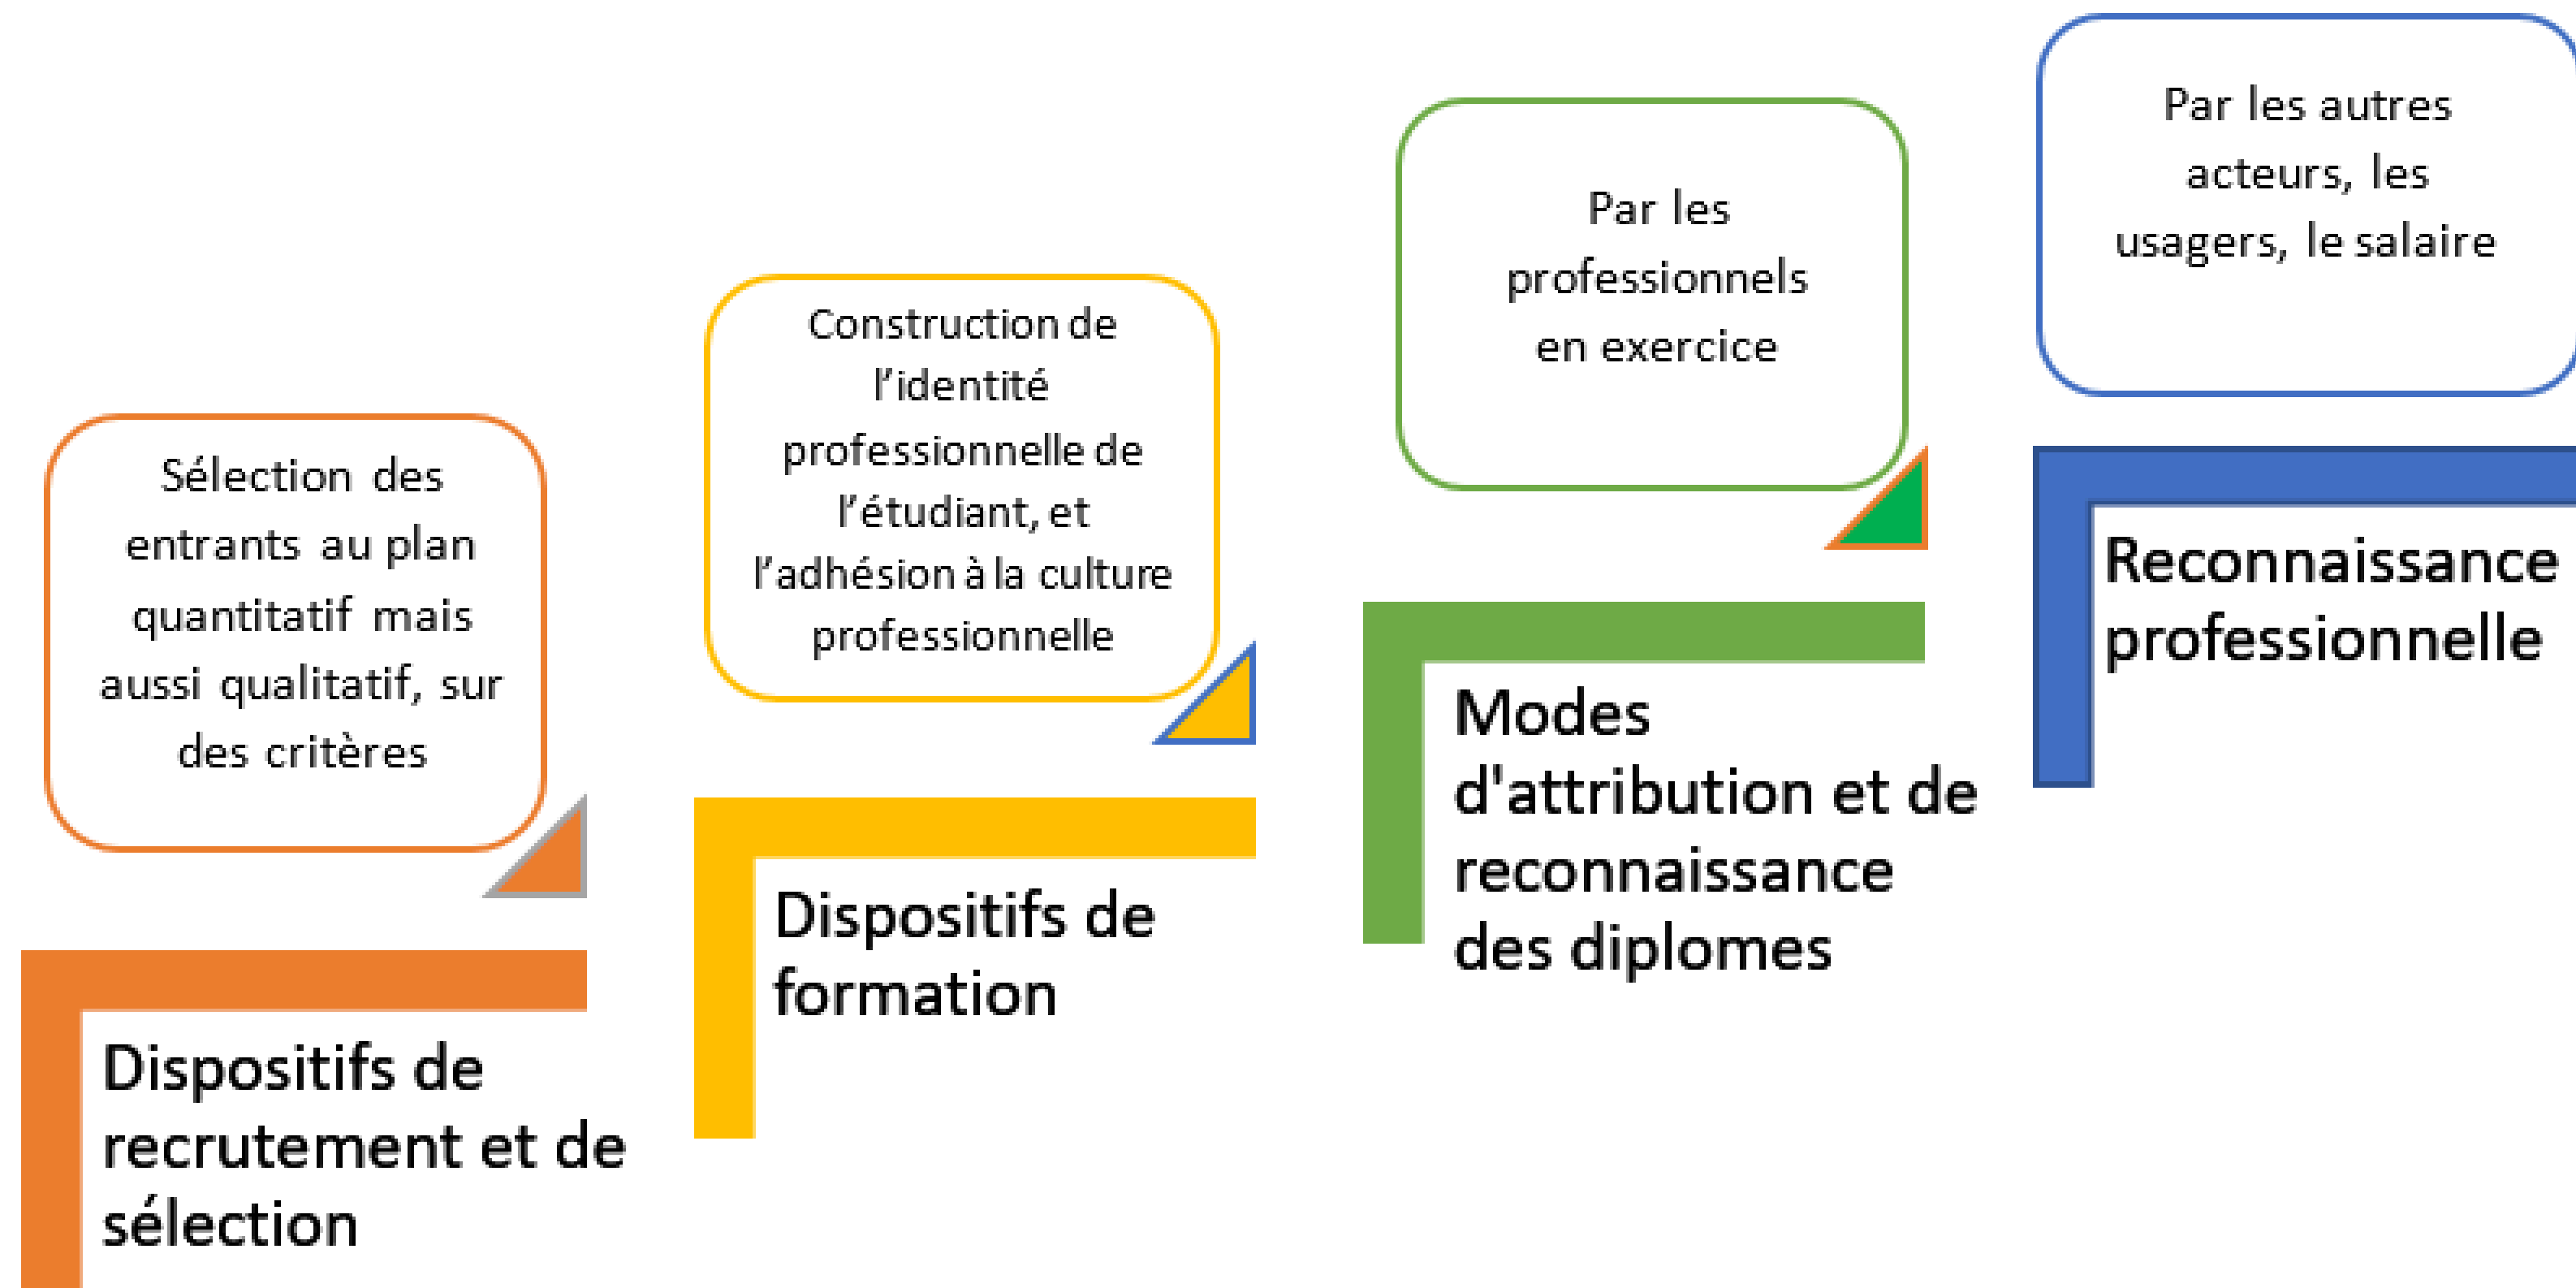 Sélection des
entrants au plan
quantitatif mais
aussi qualitatif, sur
des critères
Dispositifs de
recrutement et de
sélection
Construction de
l’identité
professionnelle de
l’étudiant, et
l’adhésion à la culture
professionnelle
Dispositifs de
formation
Par les
professionnels
en exercice
Modes
d'attribution et de
reconnaissance
des diplomes
Par les autres
acteurs, les
usagers, le salaire
Reconnaissance
professionnelle